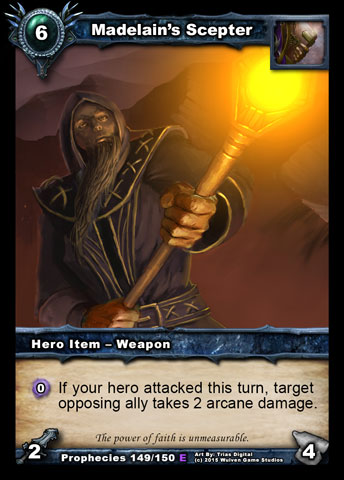 6
Madelain's Scepter
Hero Item – Weapon
0
If your hero attacked this turn, target
opposing ally takes 2 arcane damage.
The power of faith is unmeasurable.
2
Prophecies 149/150 E
Art By: Trias Digital
(c) 2015 Wulven Game Studios
4